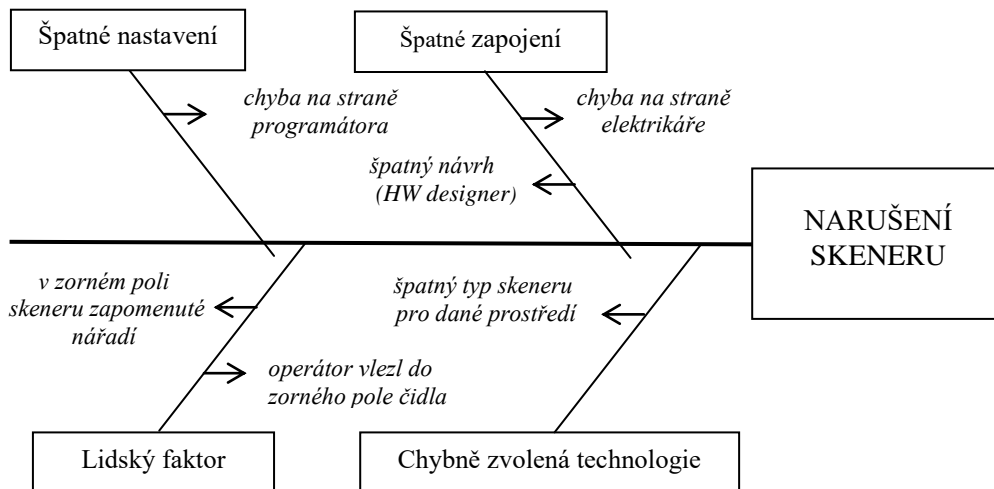 Špatné nastavení
Špatné zapojení
chyba na straně
programátora
chyba na straně
elektrikáře
špatný návrh
(HW designer)
NARUŠENÍ
SKENERU
v zorném poli
skeneru zapomenuté
nářadí
špatný typ skeneru
pro dané prostředí
operátor vlezl do
zorného pole čidla
Lidský faktor
Chybně zvolená technologie